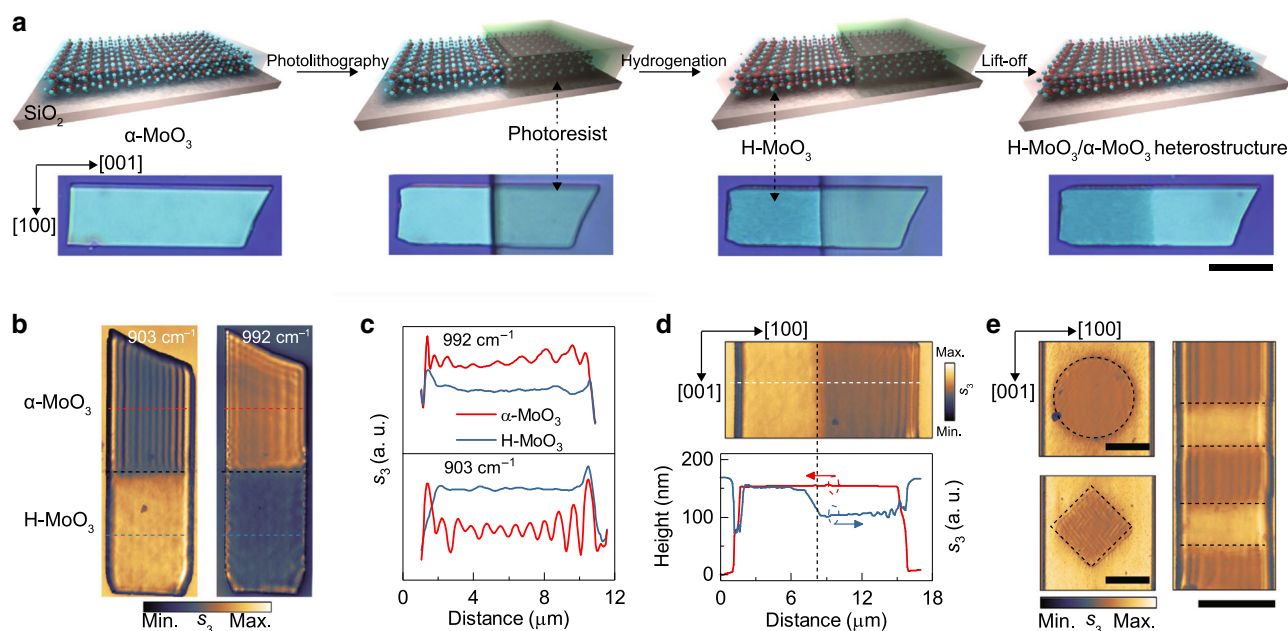 a
Photolithography
Hydrogenation
Lift-off
SiO₂
Photoresist
α-MoO₃
H-MoO₃
H-MoO₃/α-MoO₃ heterostructure
[001]
[100]
b
903 cm⁻¹
992 cm⁻¹
α-MoO₃
H-MoO₃
Min. s₃ Max.
c
992 cm⁻¹
α-MoO₃
H-MoO₃
903 cm⁻¹
s₃ (a. u.)
0 4 8 12
Distance (μm)
d
[100]
[001]
Max.
s₃
Min.
200
150
100
50
0
Height (nm)
s₃ (a. u.)
0 6 12 18
Distance (μm)
e
[100]
[001]
Min. s₃ Max.